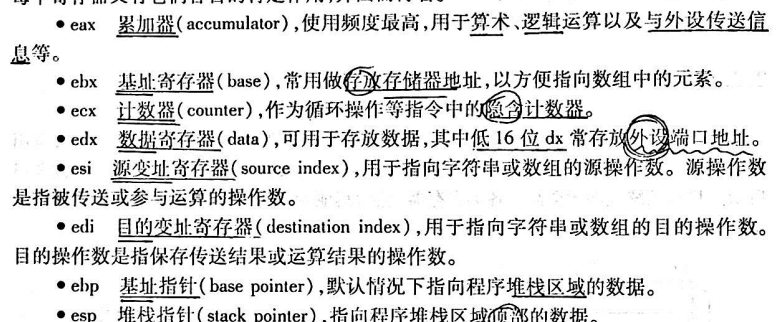 • eax 累加器(accumulator),使用频度最高,用于算术、逻辑运算以及与外设传送信
息等。
• ebx 基址寄存器(base),常用做存放存储器地址,以方便指向数组中的元素。
• ecx 计数器(counter),作为循环操作等指令中的隐含计数器。
• edx 数据寄存器(data),可用于存放数据,其中低 16 位 dx 常存放外设端口地址。
• esi 源变址寄存器(source index),用于指向字符串或数组的源操作数。源操作数
是指被传送或参与运算的操作数。
• edi 目的变址寄存器(destination index),用于指向字符串或数组的目的操作数。
目的操作数是指保存传送结果或运算结果的操作数。
• ebp 基址指针(base pointer),默认情况下指向程序堆栈区域的数据。
• esp 堆栈指针(stack pointer),指向程序堆栈区域顶部的数据。